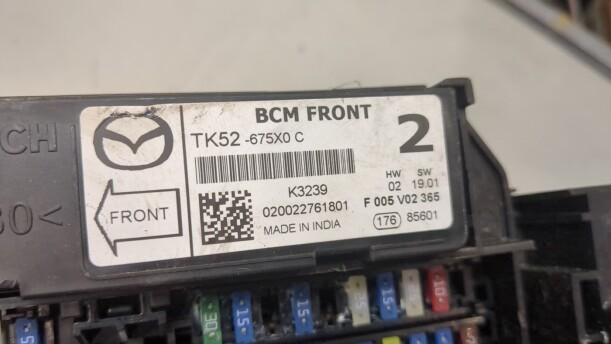 BCM FRONT
TK52 -675X0 C
2
K3239
020022761801
MADE IN INDIA
HW SW
02 19.01
F 005 V02 365
176 85601
FRONT
CH
30<
30
15
15
15
10
5